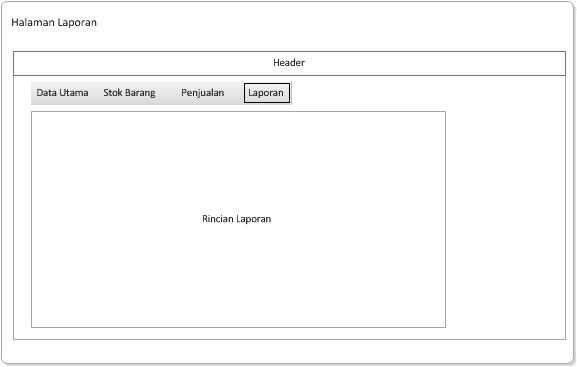 Halaman Laporan
Header
Data Utama Stok Barang Penjualan Laporan
Rincian Laporan